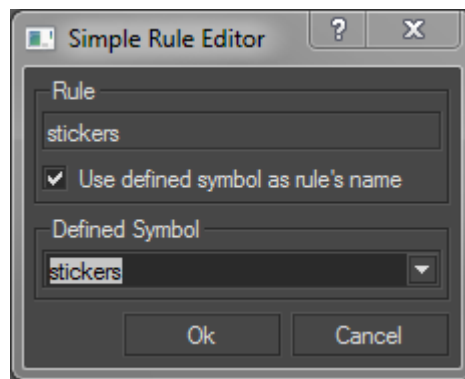 Simple Rule Editor ? X
Rule
stickers
Use defined symbol as rule's name
Defined Symbol
stickers
Ok Cancel